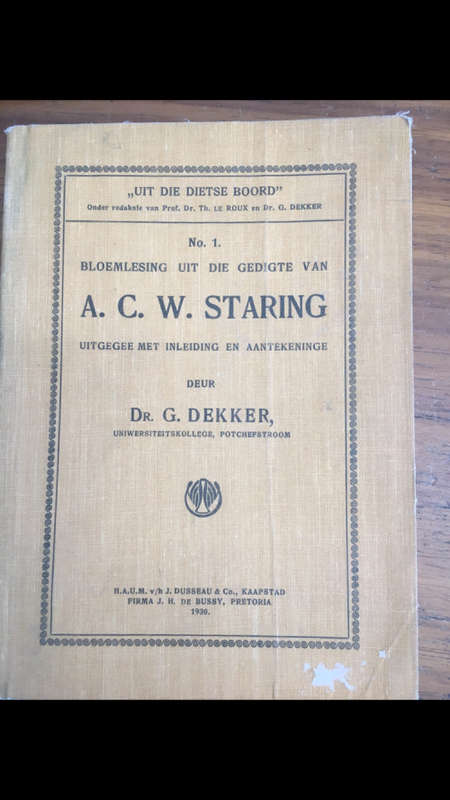 „UIT DIE DIETSE BOORD”
Onder redaksie van Prof. Dr. Th. LE ROUX en Dr. G. DEKKER
No. 1.
BLOEMLESING UIT DIE GEDIGTE VAN
A. C. W. STARING
UITGEGEE MET INLEIDING EN AANTEKENINGE
DEUR
DR. G. DEKKER,
UNIWERSITEITSKOLLEGE, POTCHEFSTROOM
H.A.U.M. v/h J. DUSSEAU & Co., KAAPSTAD
FIRMA J. H. DE BUSSY, PRETORIA
1930.